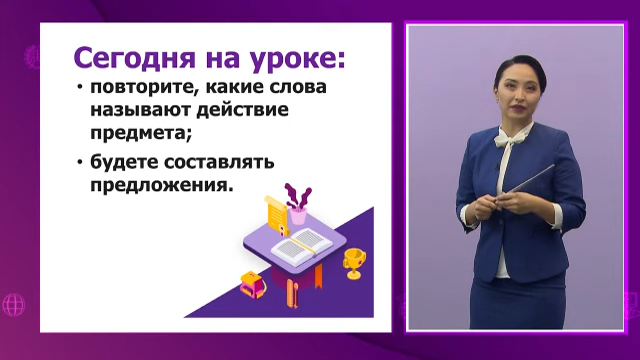 Сегодня на уроке:
• повторите, какие слова
называют действие
предмета;
• будете составлять
предложения.